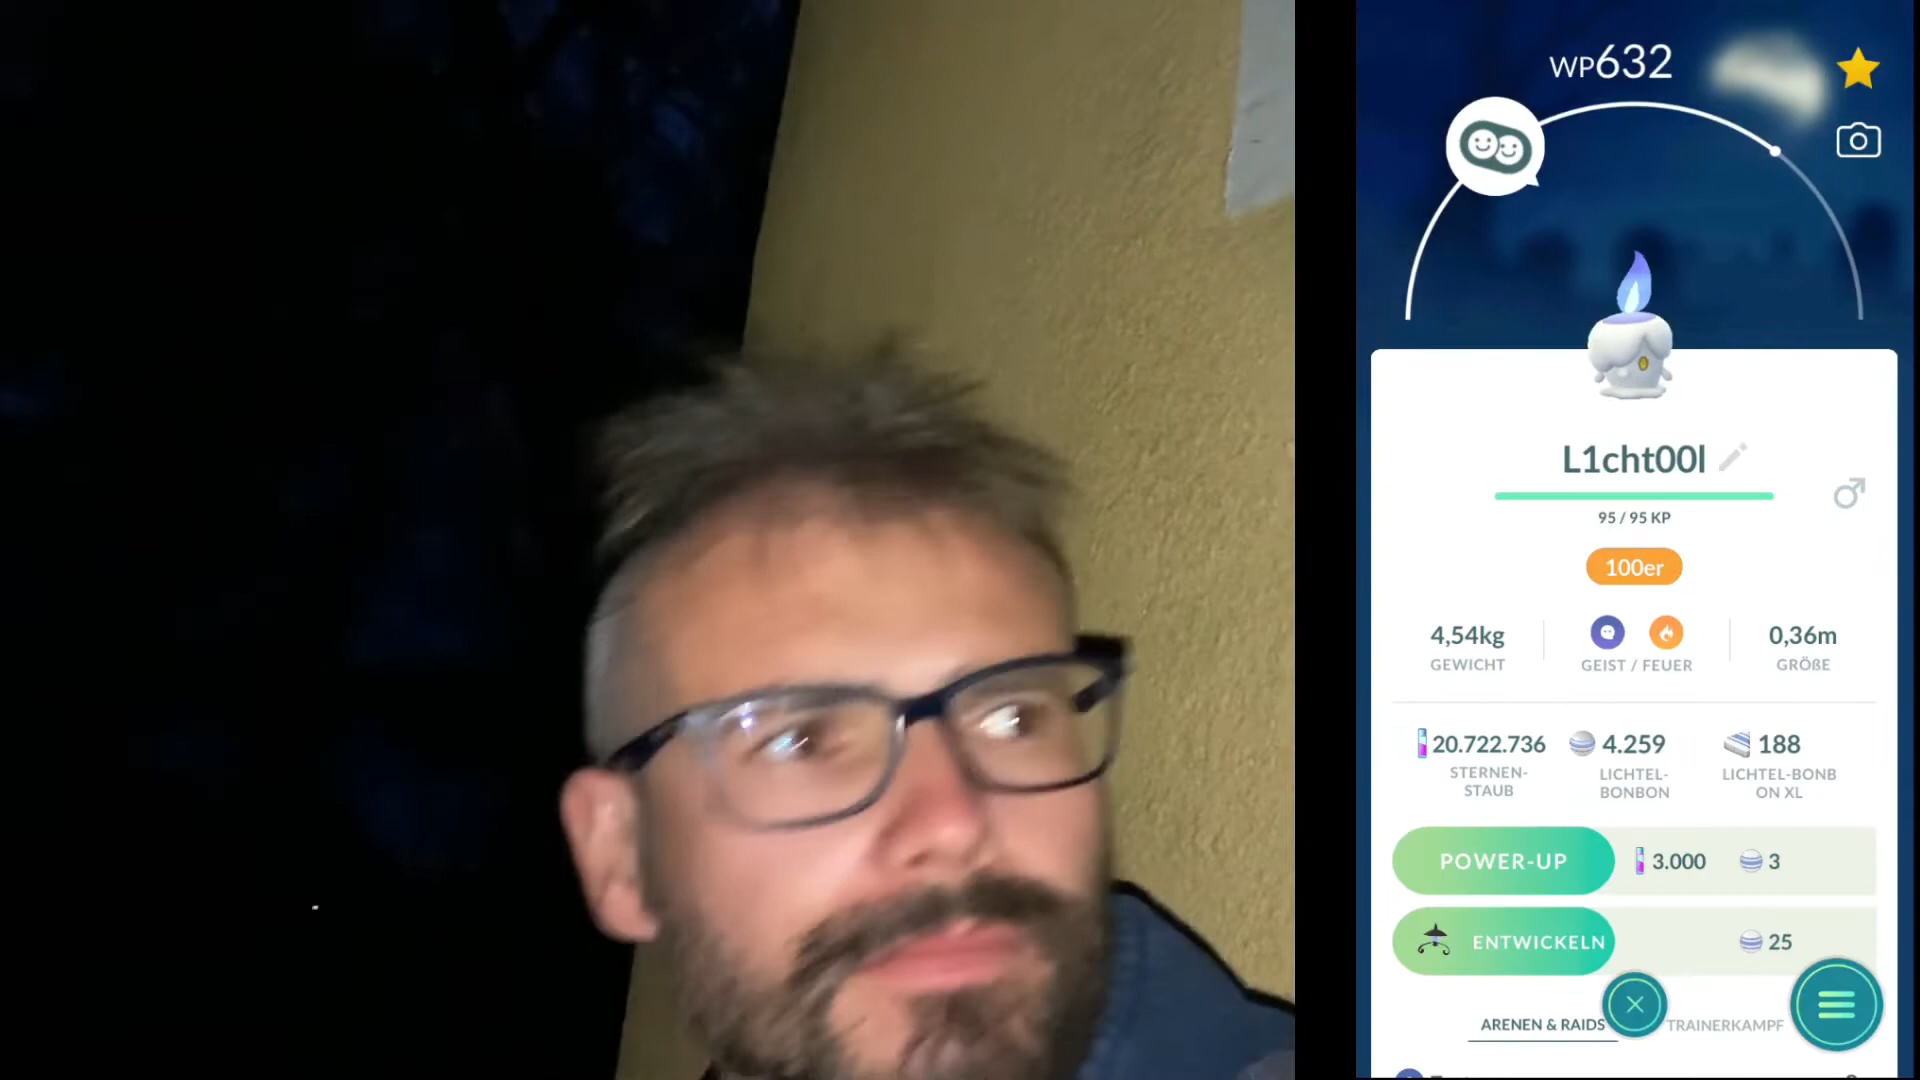 WP632
L1cht00l
95 / 95 KP
100er
4,54kg
GEWICHT
GEIST / FEUER
0,36m
GRÖßE
20.722.736
STERNEN-
STAUB
4.259
LICHTEL-
BONBON
188
LICHTEL-BONB
ON XL
POWER-UP
3.000
3
ENTWICKELN
25
ARENEN & RAIDS
TRAINERKAMPF